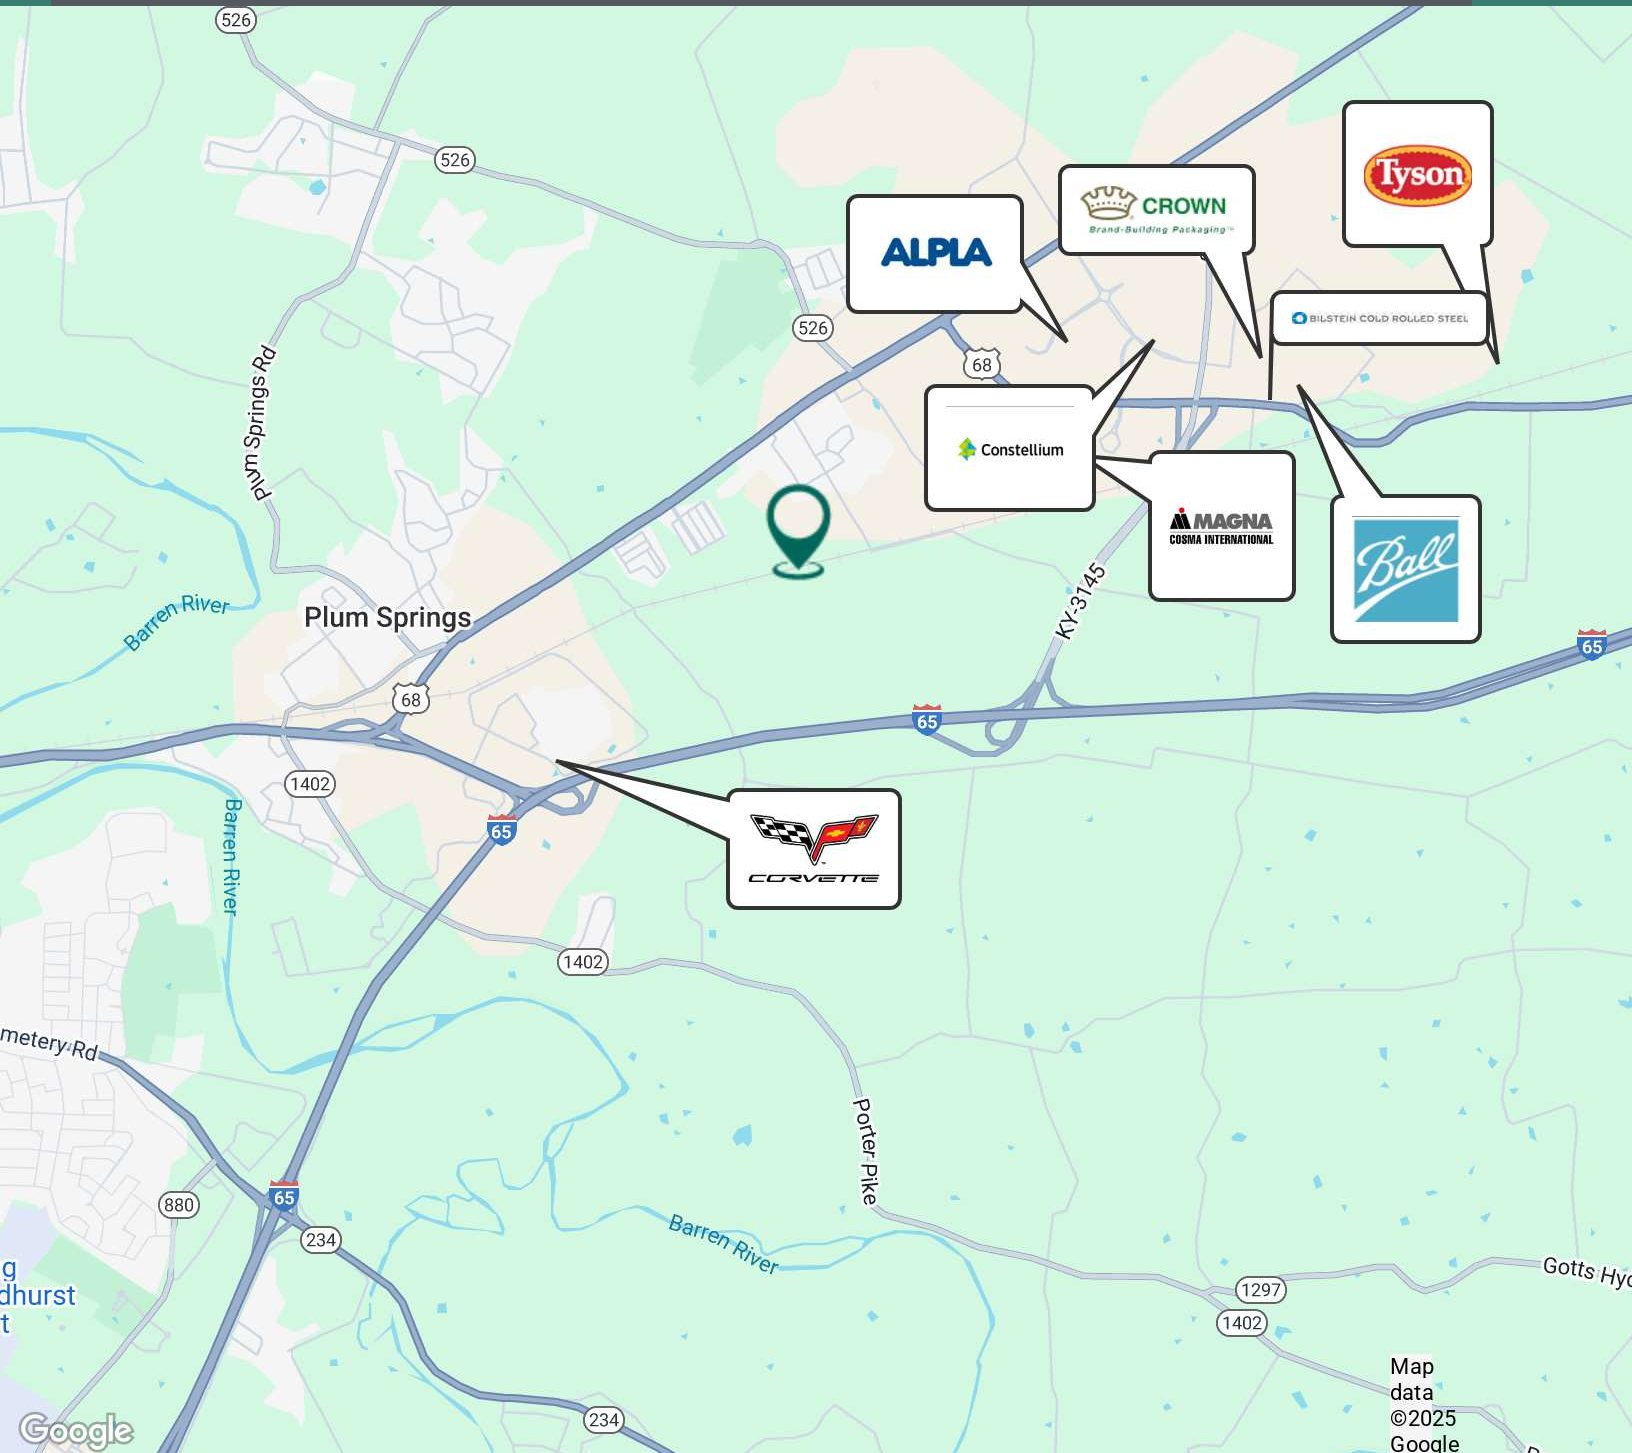 526
526
526
68
ALPLA
CROWN
Brand-Building Packaging™
Tyson
BILSTEIN COLD ROLLED STEEL
Constellium
MAGNA
COSMA INTERNATIONAL
Ball
Plum Springs Rd
Barren River
Plum Springs
68
KY-3145
65
65
1402
65
Barren River
CORVETTE
1402
metery Rd
Porter Pike
880
65
234
Barren River
g
dhurst
t
1297
Gotts Hyd
1402
234
Google
Map
data
©2025
Google